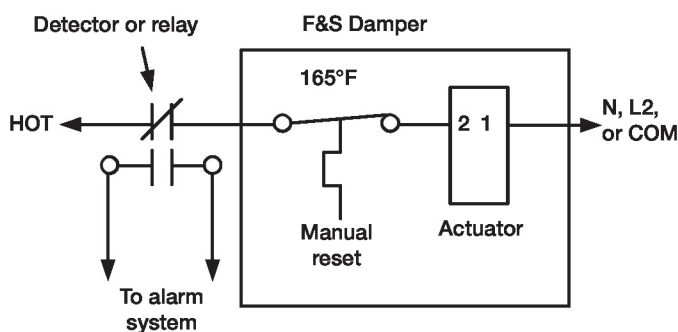 Detector or relay
F&S Damper
165°F
HOT
2 1
N, L2,
or COM
Manual
reset
Actuator
To alarm
system